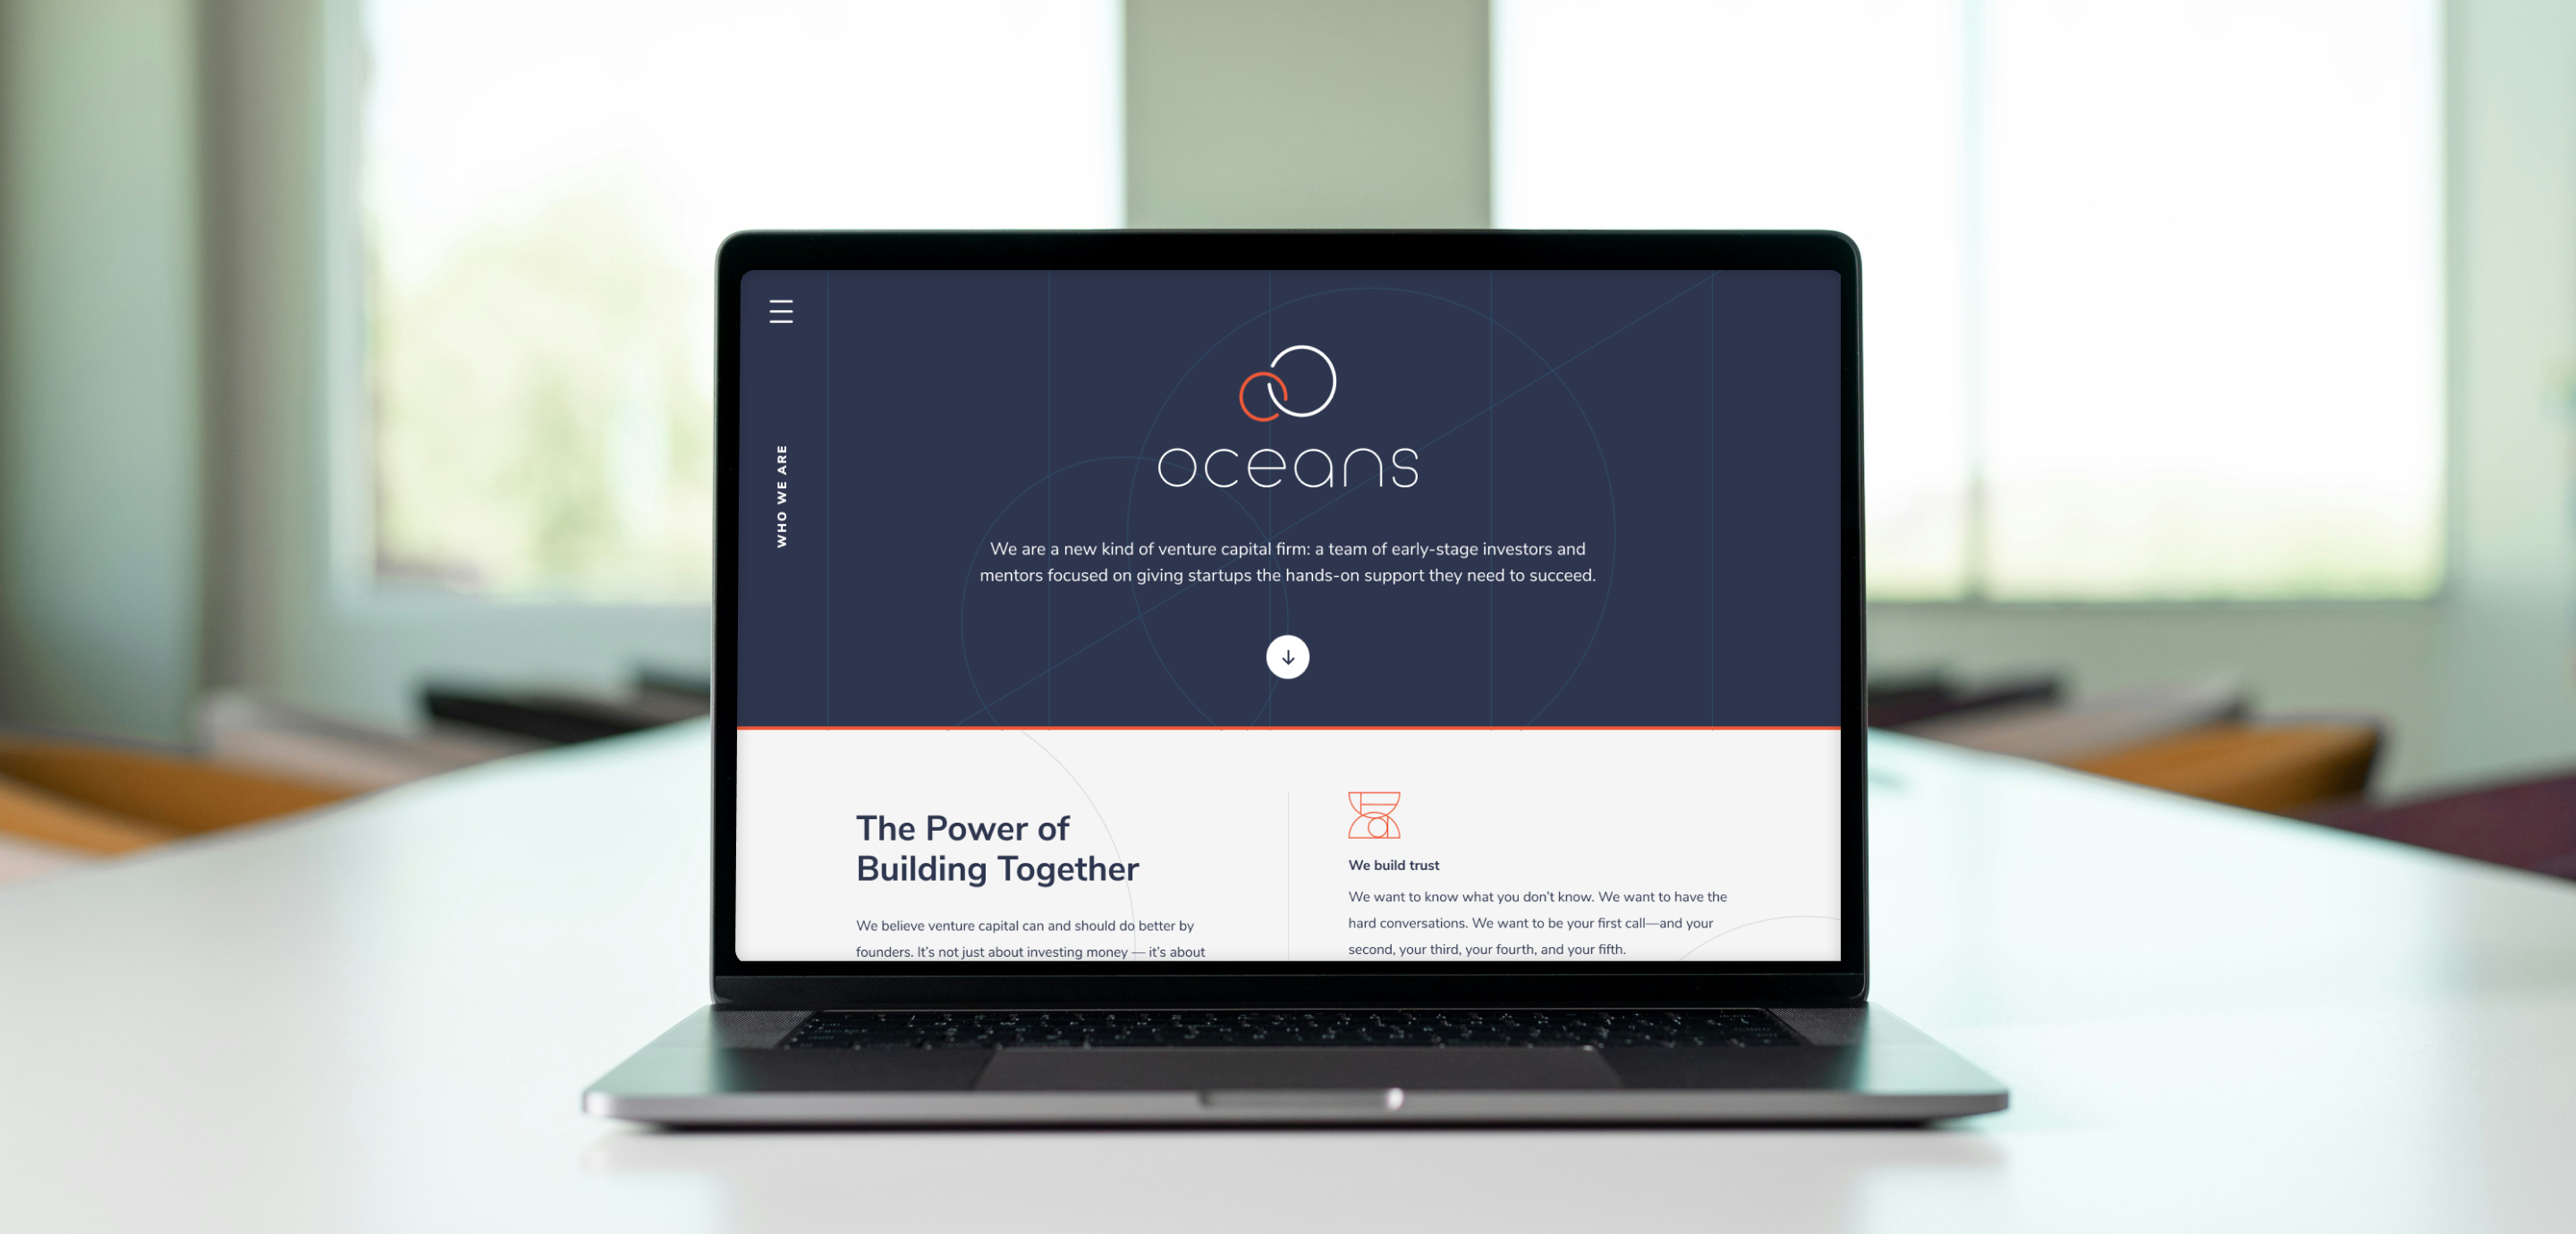 WHO WE ARE
oceans
We are a new kind of venture capital firm: a team of early-stage investors and
mentors focused on giving startups the hands-on support they need to succeed.
The Power of
Building Together
We believe venture capital can and should do better by
founders. It's not just about investing money — it's about
We build trust
We want to know what you don't know. We want to have the
hard conversations. We want to be your first call—and your
second, your third, your fourth, and your fifth.